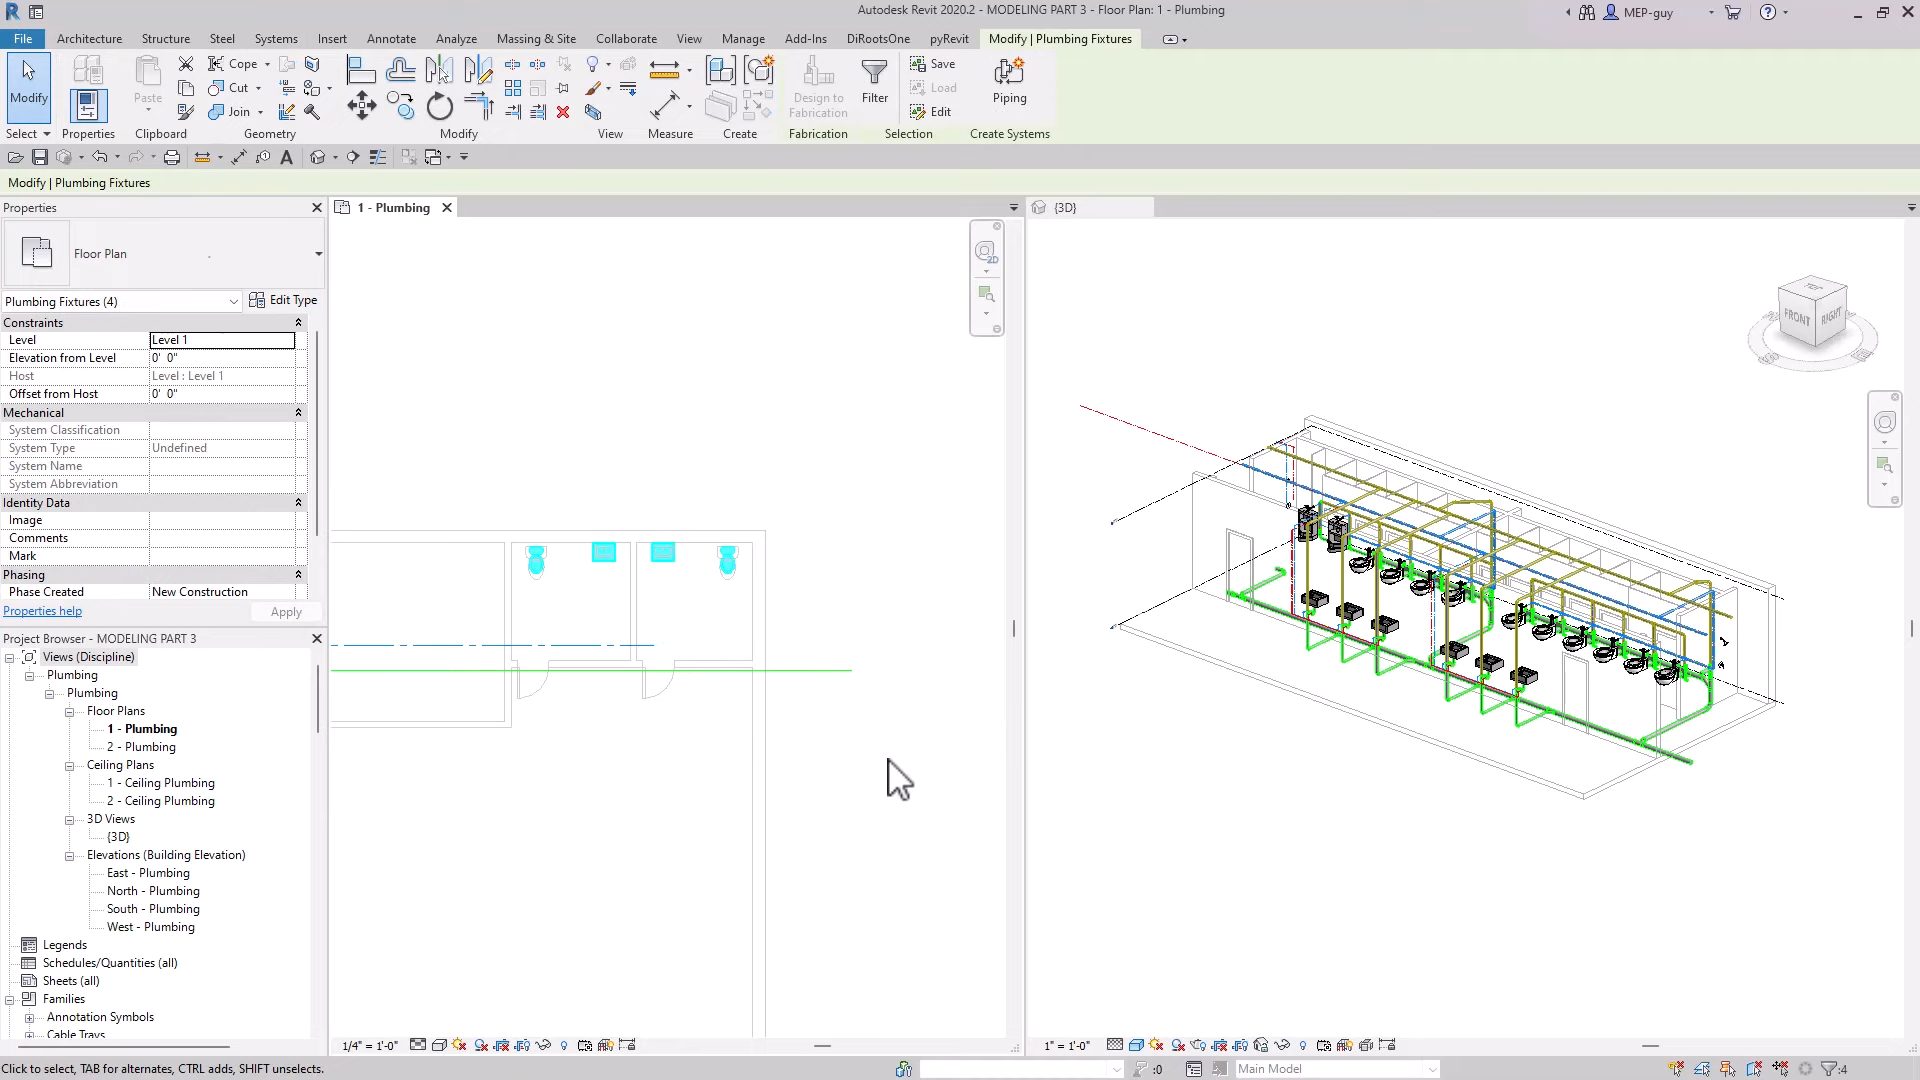 Autodesk Revit 2020.2 - MODELING PART 3 - Floor Plan: 1 - Plumbing
MEP-guy
File Architecture Structure Steel Systems Insert Annotate Analyze Massing & Site Collaborate View Manage Add-Ins DiRootsOne pyRevit Modify | Plumbing Fixtures
Cope Save
Cut Load
Modify Paste Design to Filter Piping
Join Fabrication Edit
Select Properties Clipboard Geometry Modify View Measure Create Fabrication Selection Create Systems
Modify | Plumbing Fixtures
Properties
1 - Plumbing
{3D}
Floor Plan
2D
Plumbing Fixtures (4) Edit Type
Constraints
Level Level 1
Elevation from Level 0' 0"
Host Level : Level 1
Offset from Host 0' 0"
Mechanical
System Classification
System Type Undefined
System Name
System Abbreviation
Identity Data
Image
Comments
Mark
Phasing
Phase Created New Construction
Properties help Apply
FRONT RIGHT
Project Browser - MODELING PART 3
Views (Discipline)
Plumbing
Plumbing
Floor Plans
1 - Plumbing
2 - Plumbing
Ceiling Plans
1 - Ceiling Plumbing
2 - Ceiling Plumbing
3D Views
{3D}
Elevations (Building Elevation)
East - Plumbing
North - Plumbing
South - Plumbing
West - Plumbing
Legends
Schedules/Quantities (all)
Sheets (all)
Families
Annotation Symbols
Cable Trays
1/4" = 1'-0"
1" = 1'-0"
Click to select, TAB for alternates, CTRL adds, SHIFT unselects. :0 Main Model :4